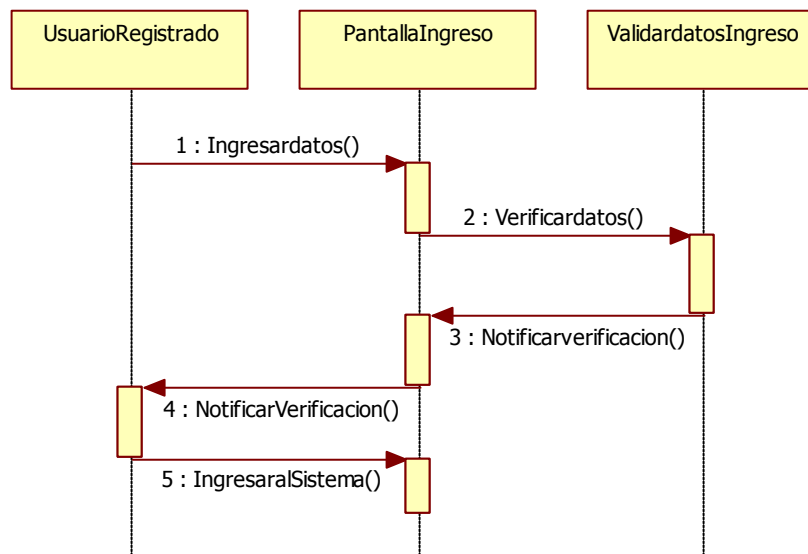 UsuarioRegistrado
PantallaIngreso
ValidardatosIngreso
1 : Ingresardatos()
2 : Verificardatos()
3 : Notificarverificacion()
4 : NotificarVerificacion()
5 : IngresaralSistema()